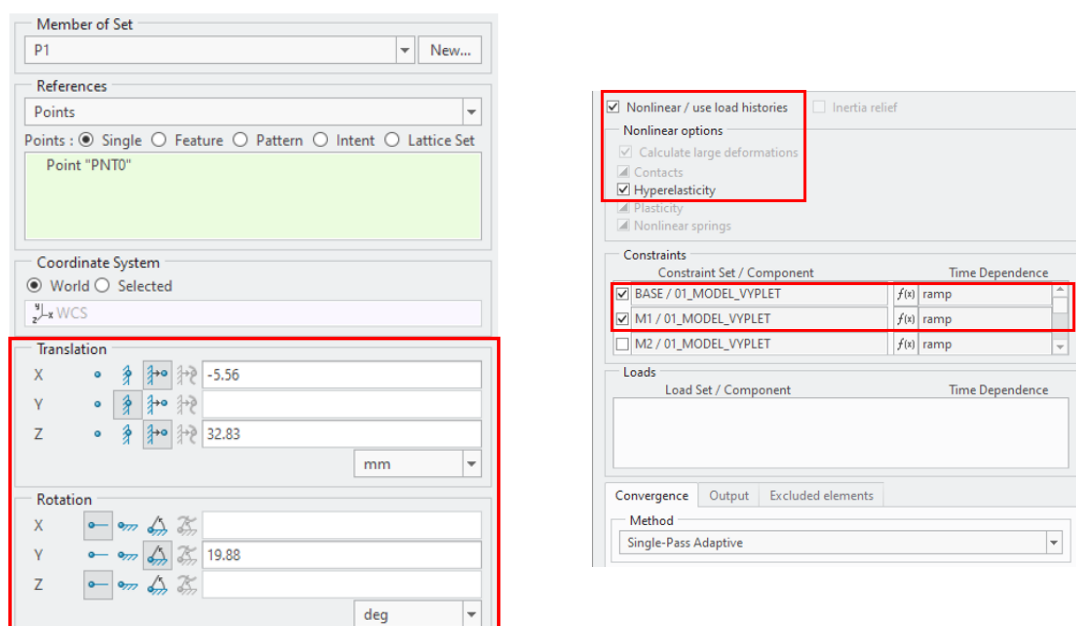 Member of Set
P1
New...
References
Points
Points : Single Feature Pattern Intent Lattice Set
Point "PNT0"
Coordinate System
World Selected
y
z x WCS
Translation
X -5.56
Y
Z 32.83
mm
Rotation
X
Y 19.88
Z
deg
Nonlinear / use load histories Inertia relief
Nonlinear options
Calculate large deformations
Contacts
Hyperelasticity
Plasticity
Nonlinear springs
Constraints
Constraint Set / Component Time Dependence
BASE / 01_MODEL_VYPLET f(x) ramp
M1 / 01_MODEL_VYPLET f(x) ramp
M2 / 01_MODEL_VYPLET f(x) ramp
Loads
Load Set / Component Time Dependence
Convergence Output Excluded elements
Method
Single-Pass Adaptive